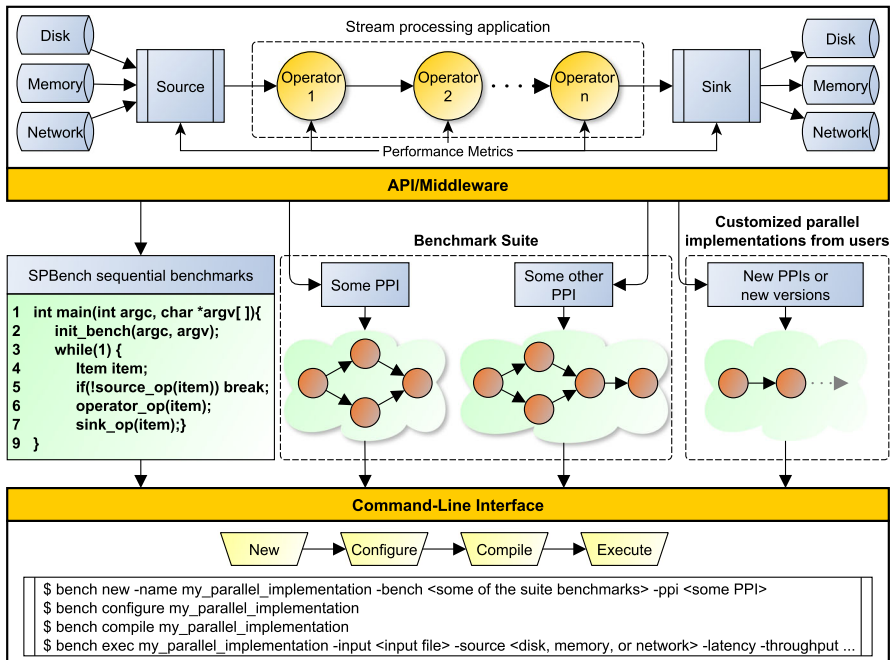 Stream processing application
Disk
Memory
Network
Source
Operator
1
Operator
2
. . .
Operator
n
Sink
Disk
Memory
Network
Performance Metrics
API/Middleware
SPBench sequential benchmarks
1 int main(int argc, char *argv[ ]){
2 init_bench(argc, argv);
3 while(1) {
4 Item item;
5 if(!source_op(item)) break;
6 operator_op(item);
7 sink_op(item);}
9 }
Benchmark Suite
Some PPI
Some other
PPI
Customized parallel
implementations from users
New PPIs or
new versions
Command-Line Interface
New
Configure
Compile
Execute
$ bench new -name my_parallel_implementation -bench <some of the suite benchmarks> -ppi <some PPI>
$ bench configure my_parallel_implementation
$ bench compile my_parallel_implementation
$ bench exec my_parallel_implementation -input <input file> -source <disk, memory, or network> -latency -throughput ...